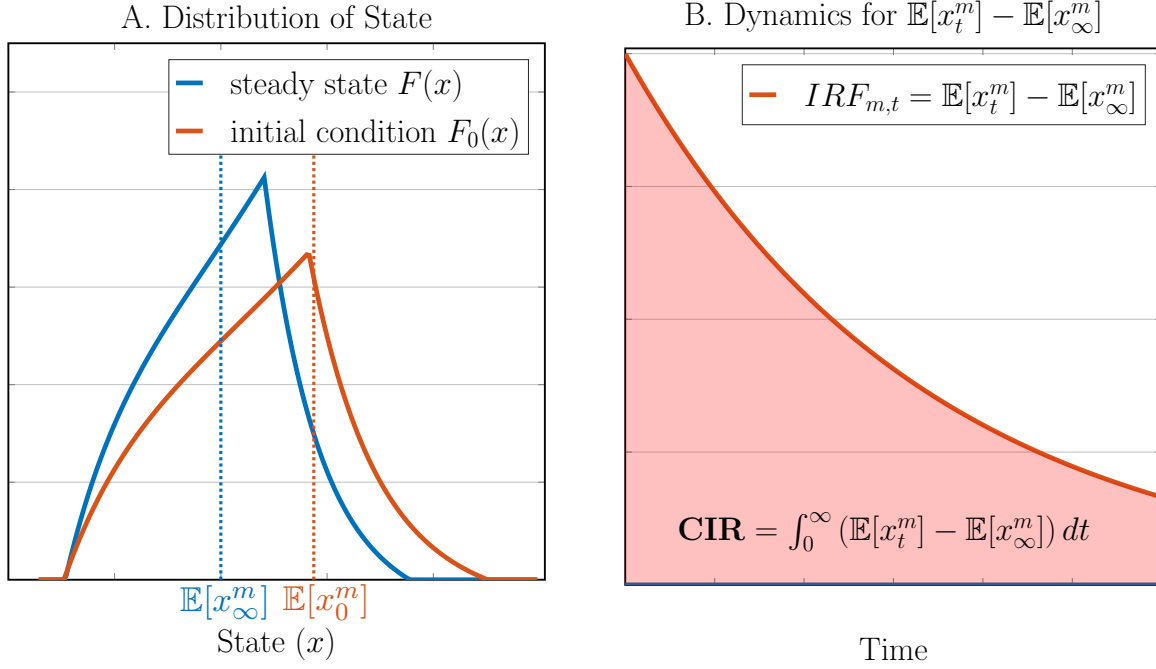 A. Distribution of State
steady state F(x)
initial condition F₀(x)
𝔼[x^m_∞]
𝔼[x^m_0]
State (x)
B. Dynamics for 𝔼[x^m_t] − 𝔼[x^m_∞]
IRF_{m,t} = 𝔼[x^m_t] − 𝔼[x^m_∞]
CIR = ∫_0^∞ (𝔼[x^m_t] − 𝔼[x^m_∞]) dt
Time